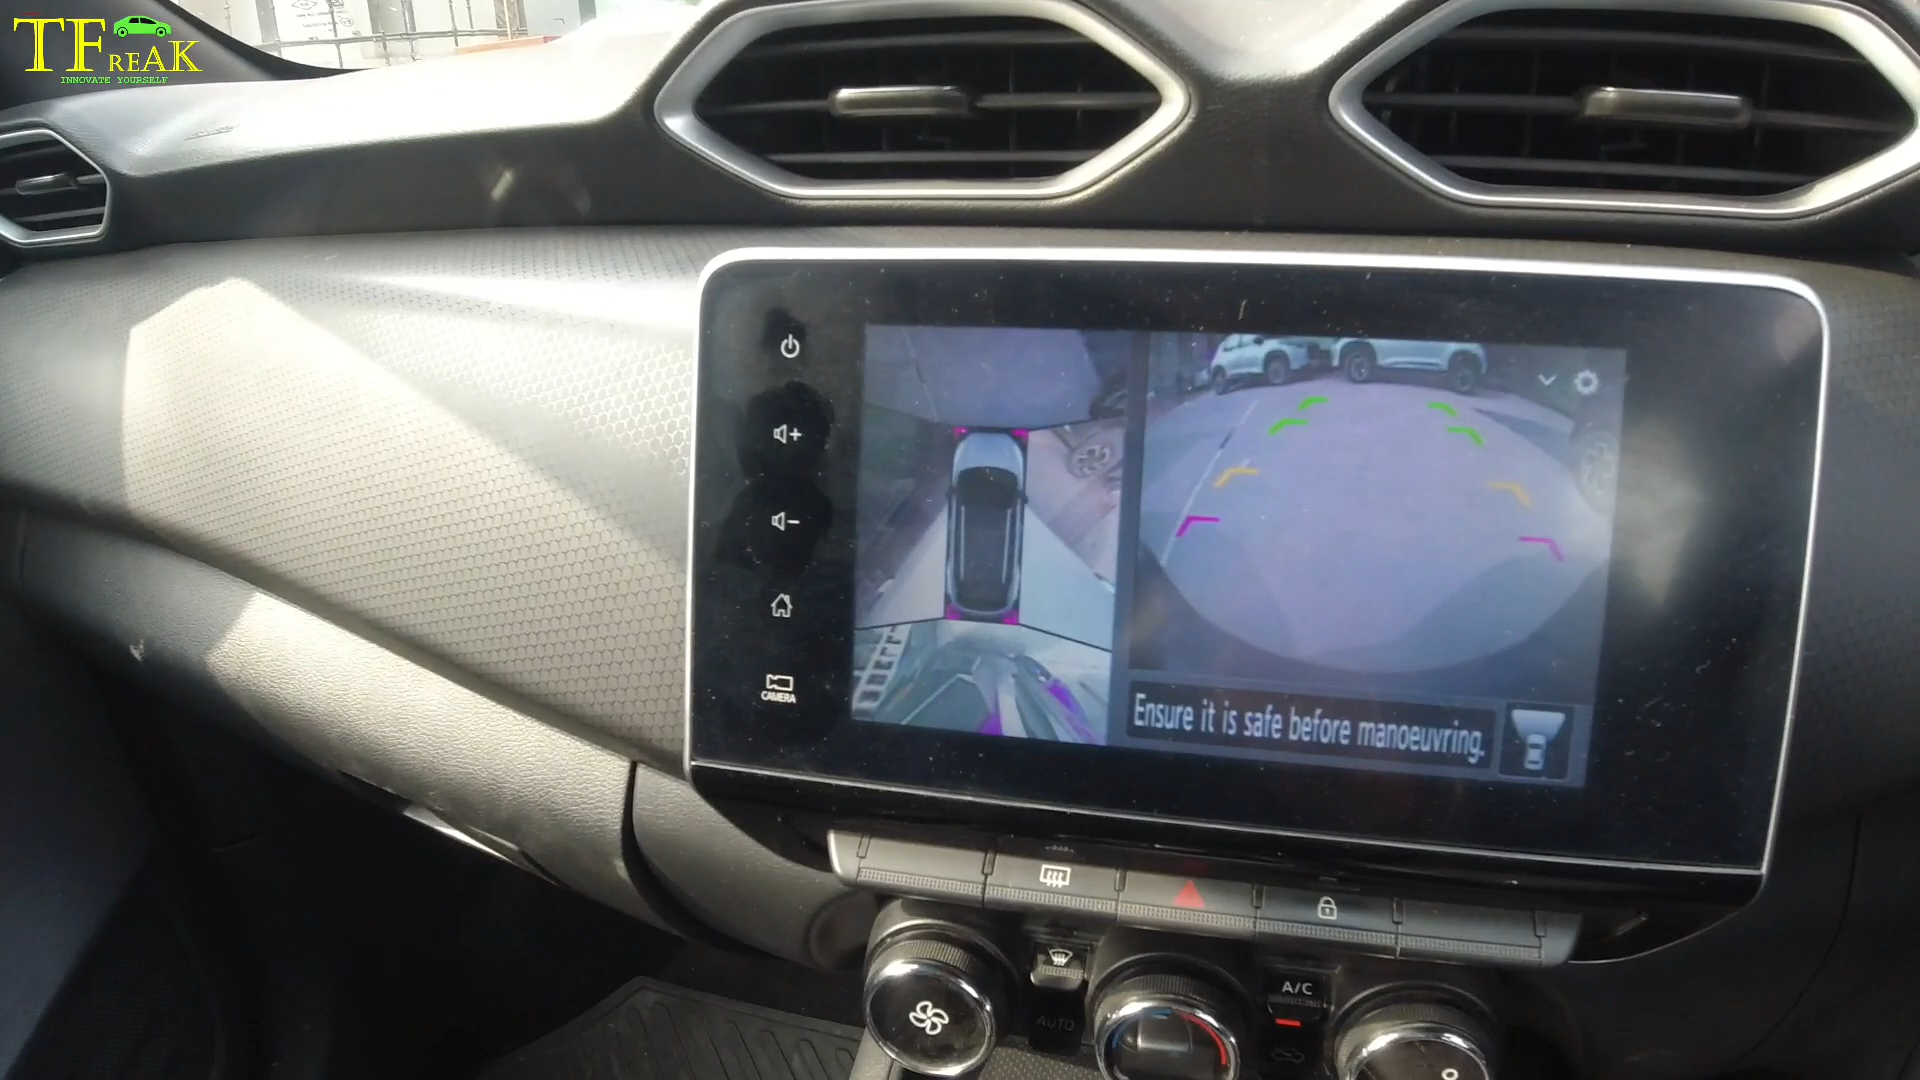 TFREAK
INNOVATE YOURSELF
CAMERA
Ensure it is safe before manoeuvring.
A/C
AUTO